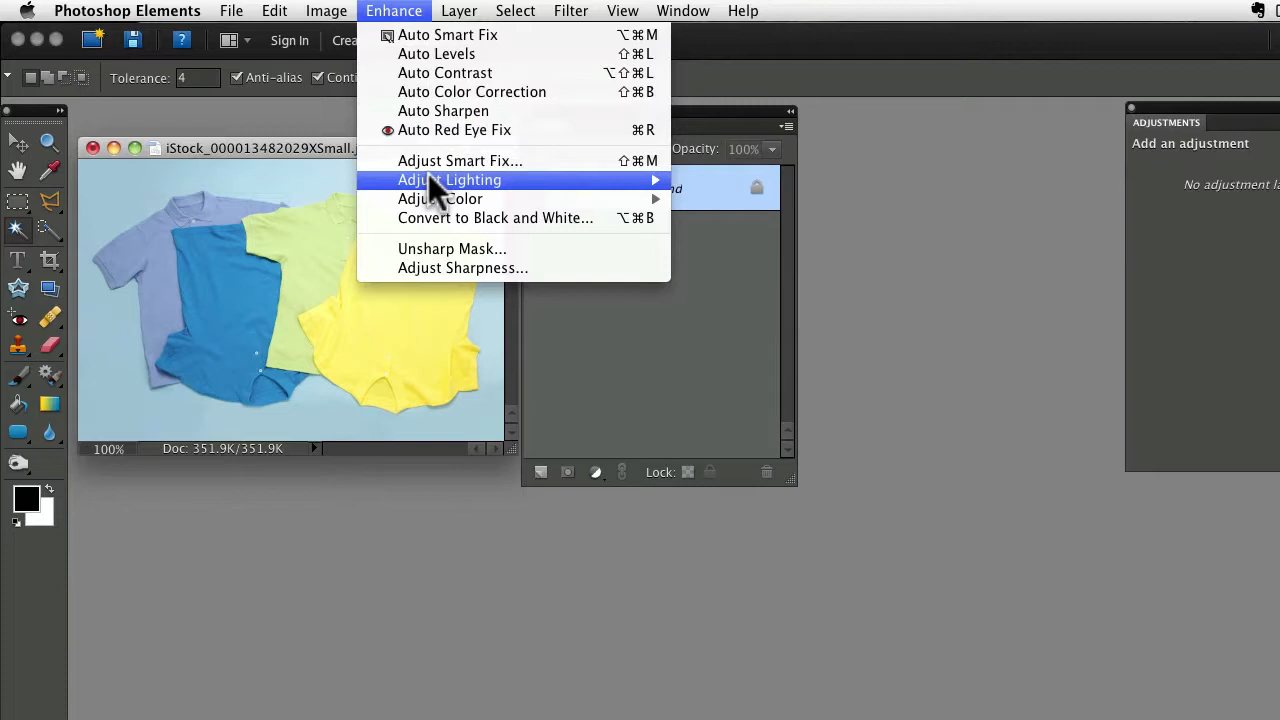 Photoshop Elements File Edit Image Enhance Layer Select Filter View Window Help
Sign In
Tolerance: 4 Anti-alias
Auto Smart Fix ⌥⌘M
Auto Levels ⇧⌘L
Auto Contrast ⌥⇧⌘L
Auto Color Correction ⇧⌘B
Auto Sharpen
Auto Red Eye Fix ⌘R
Adjust Smart Fix... ⇧⌘M
Adjust Lighting
Adjust Color
Convert to Black and White... ⌥⌘B
Unsharp Mask...
Adjust Sharpness...
iStock_000013482029XSmall.j
Opacity: 100%
ADJUSTMENTS
Add an adjustment
No adjustment la
100% Doc: 351.9K/351.9K
Lock: